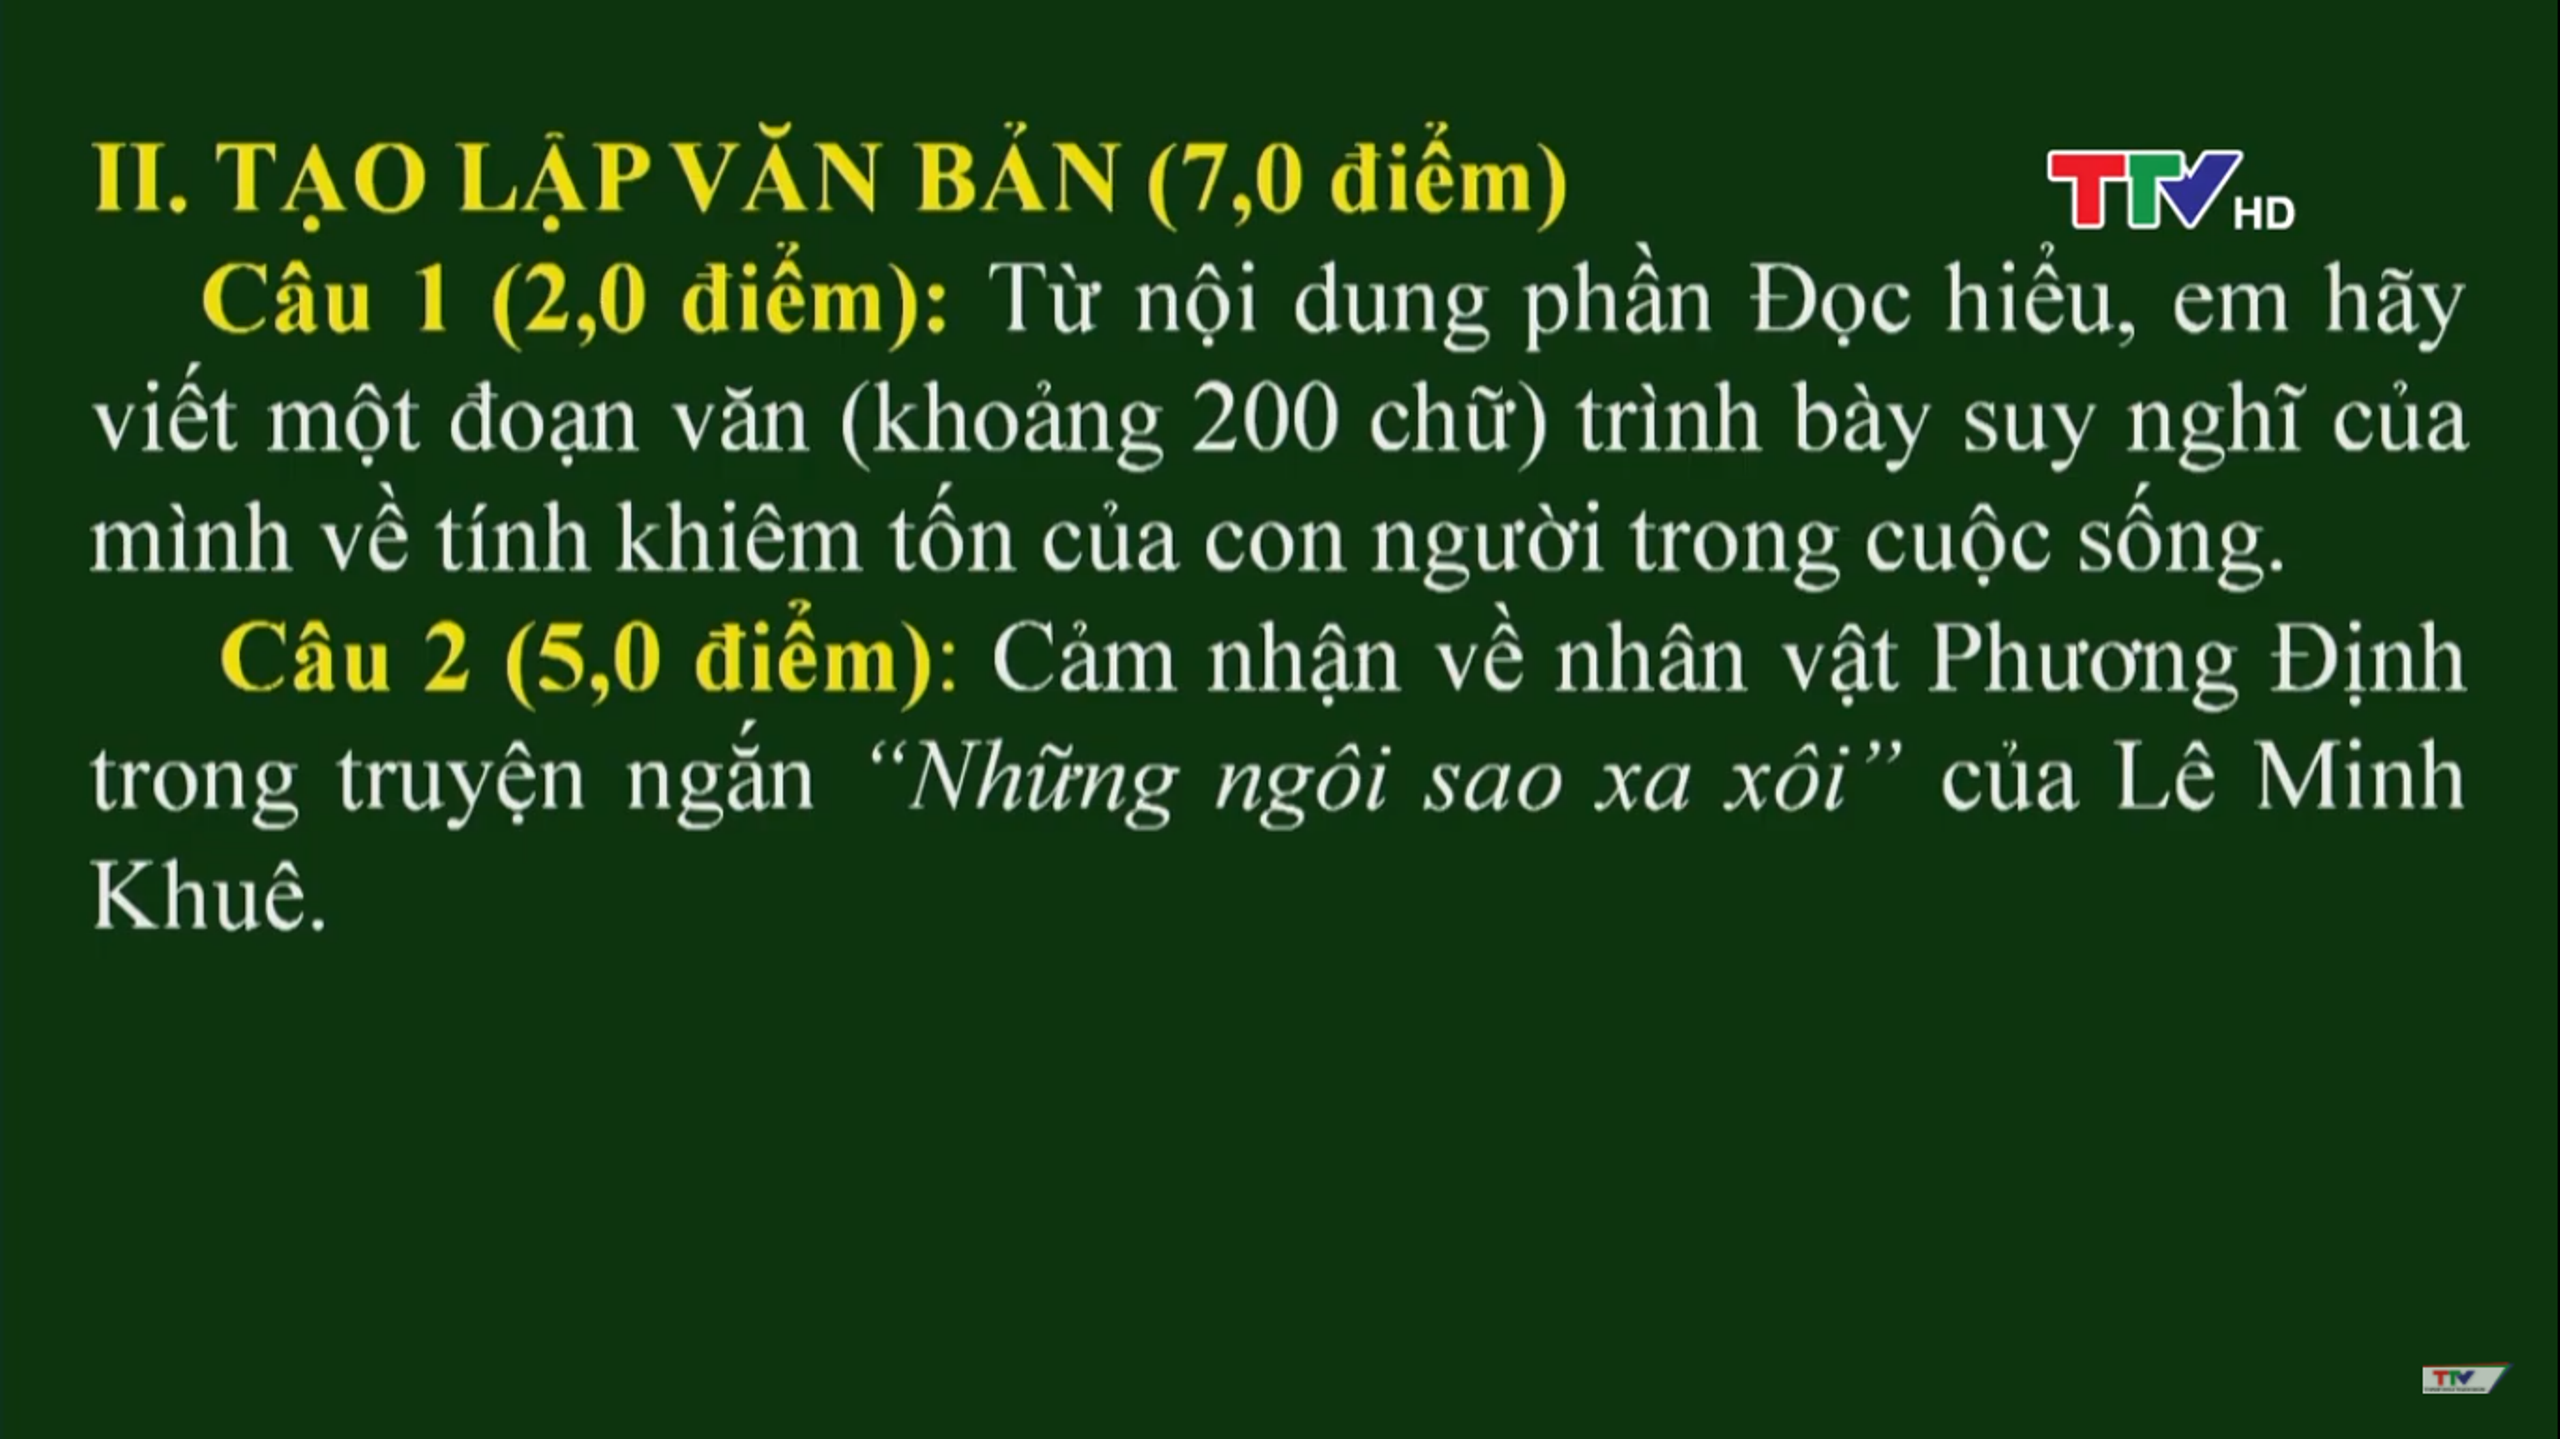 II. TẠO LẬP VĂN BẢN (7,0 điểm)
TTV HD
Câu 1 (2,0 điểm): Từ nội dung phần Đọc hiểu, em hãy
viết một đoạn văn (khoảng 200 chữ) trình bày suy nghĩ của
mình về tính khiêm tốn của con người trong cuộc sống.
Câu 2 (5,0 điểm): Cảm nhận về nhân vật Phương Định
trong truyện ngắn “Những ngôi sao xa xôi” của Lê Minh
Khuê.
TTV